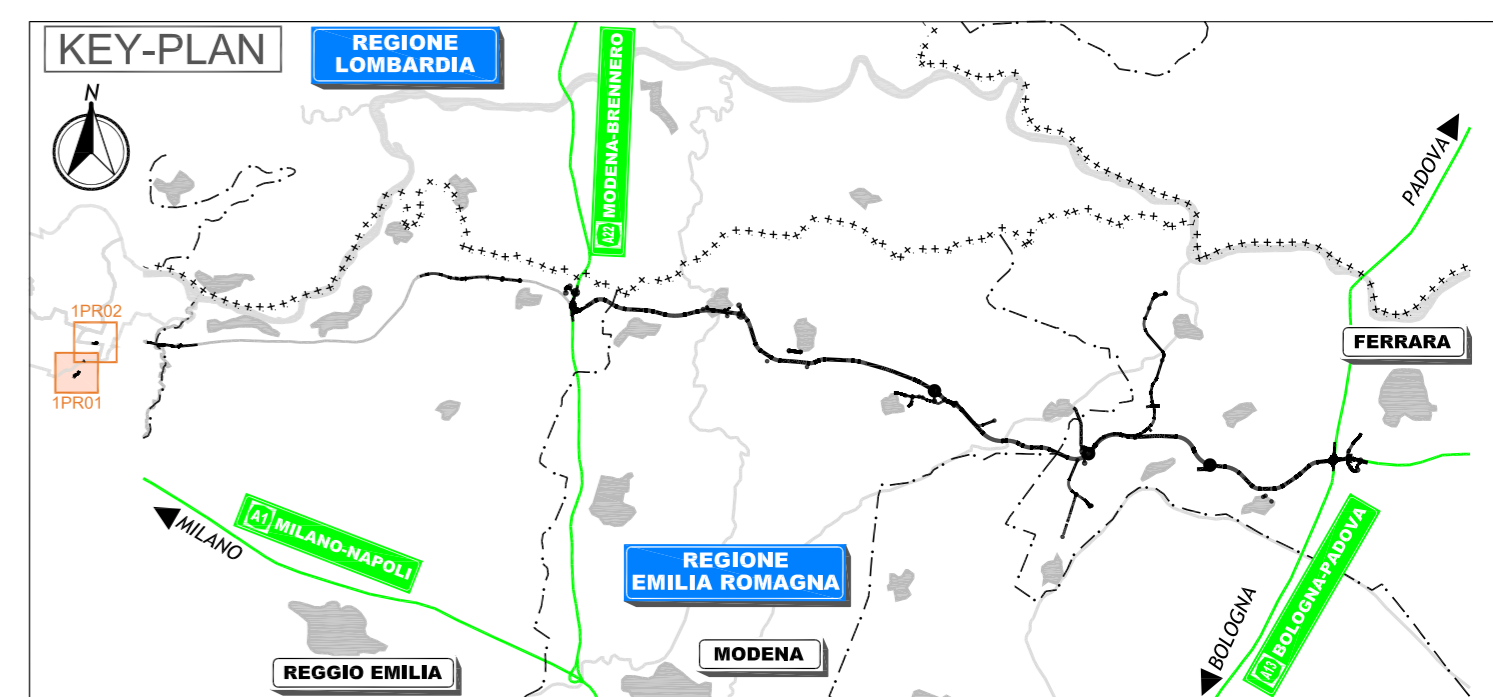 KEY-PLAN
REGIONE
LOMBARDIA
N
A22 MODENA-BRENNERO
PADOVA
1PR02
1PR01
FERRARA
A1 MILANO-NAPOLI
MILANO
REGIONE
EMILIA ROMAGNA
A13 BOLOGNA-PADOVA
BOLOGNA
MODENA
REGGIO EMILIA